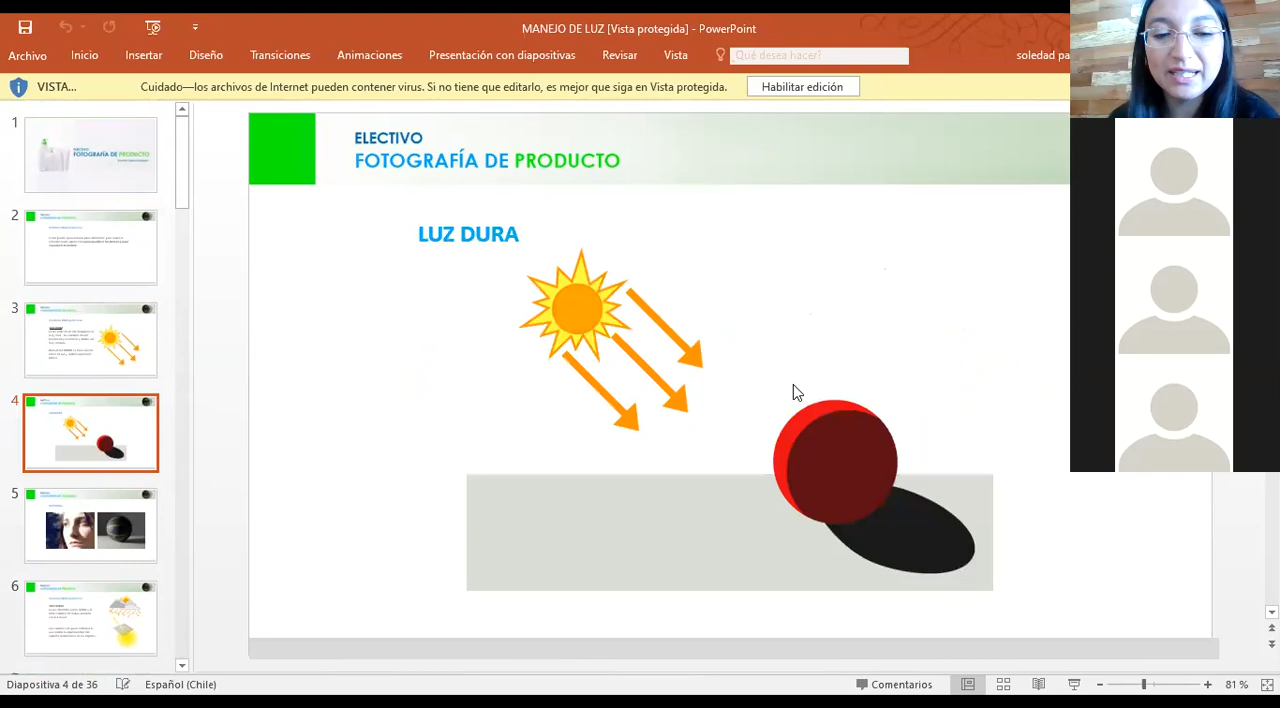 MANEJO DE LUZ [Vista protegida] - PowerPoint
Archivo Inicio Insertar Diseño Transiciones Animaciones Presentación con diapositivas Revisar Vista ¿Qué desea hacer? soledad pa
VISTA... Cuidado—los archivos de Internet pueden contener virus. Si no tiene que editarlo, es mejor que siga en Vista protegida. Habilitar edición
1
FOTOGRAFÍA DE PRODUCTO
2
3
4
5
6
ELECTIVO
FOTOGRAFÍA DE PRODUCTO
LUZ DURA
Diapositiva 4 de 36 Español (Chile) Comentarios 81 %